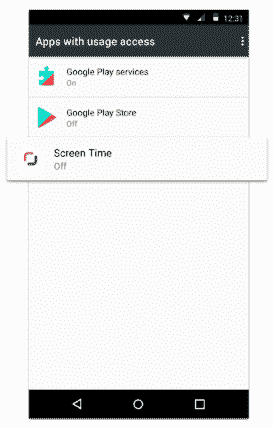 12:31
Apps with usage access
Google Play services
On
Google Play Store
Off
Screen Time
Off